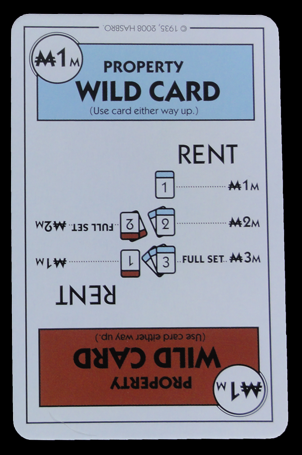 © 1935, 2008 HASBRO
₩1M
PROPERTY
WILD CARD
(Use card either way up.)
RENT
1 ₩1M
2 ₩2M
3 FULL SET ₩3M
₩1M
PROPERTY
WILD CARD
(Use card either way up.)
RENT
1 ₩1M
2 FULL SET ₩2M